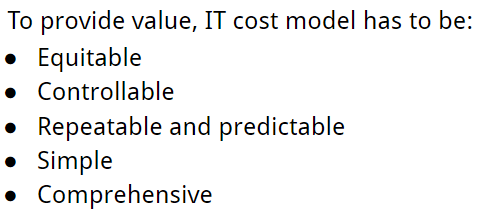 To provide value, IT cost model has to be:
● Equitable
● Controllable
● Repeatable and predictable
● Simple
● Comprehensive